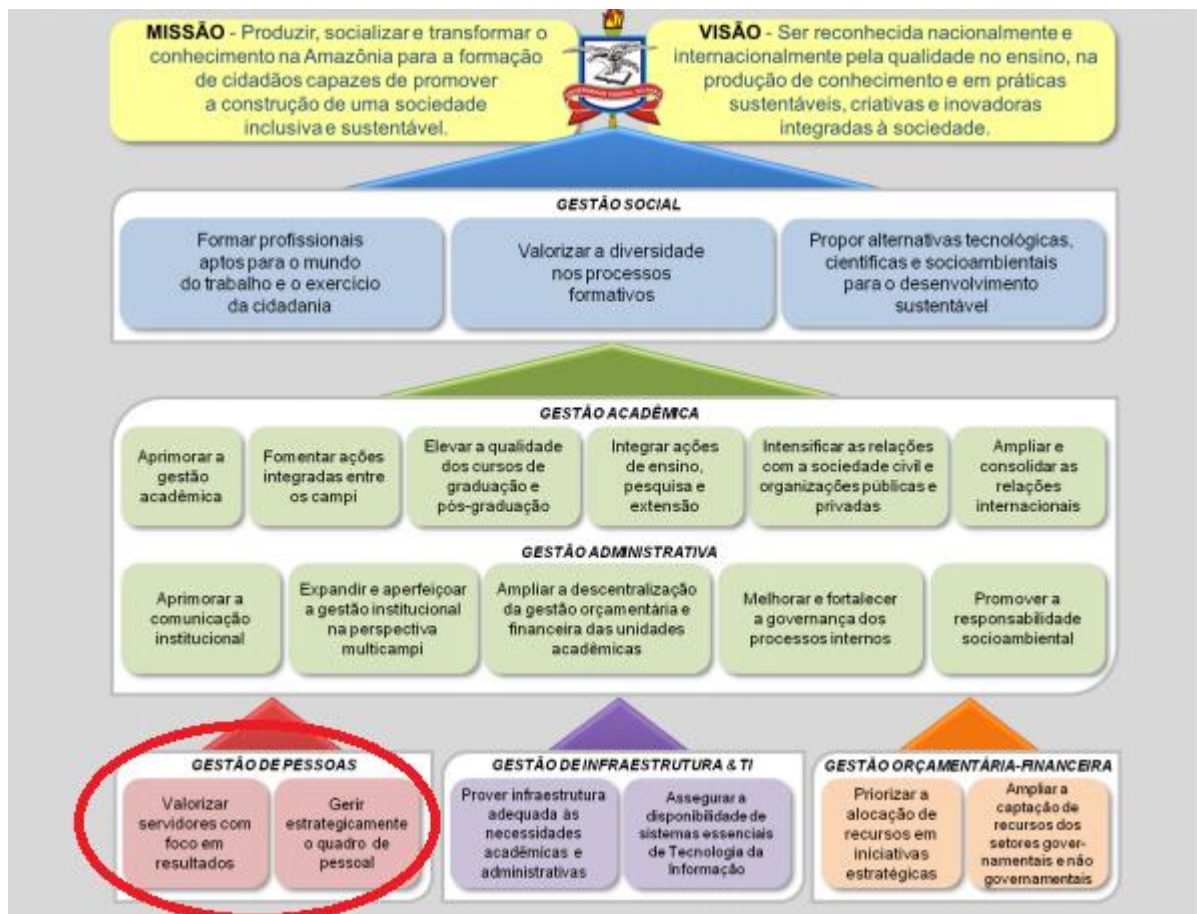 MISSÃO - Produzir, socializar e transformar o
conhecimento na Amazônia para a formação
de cidadãos capazes de promover
a construção de uma sociedade
inclusiva e sustentável.
VISÃO - Ser reconhecida nacionalmente e
internacionalmente pela qualidade no ensino, na
produção de conhecimento e em práticas
sustentáveis, criativas e inovadoras
integradas à sociedade.
GESTÃO SOCIAL
Formar profissionais
aptos para o mundo
do trabalho e o exercício
da cidadania
Valorizar a diversidade
nos processos
formativos
Propor alternativas tecnológicas,
científicas e socioambientais
para o desenvolvimento
sustentável
GESTÃO ACADÊMICA
Aprimorar a
gestão
acadêmica
Fomentar ações
integradas entre
os campi
Elevar a qualidade
dos cursos de
graduação e
pós-graduação
Integrar ações
de ensino,
pesquisa e
extensão
Intensificar as relações
com a sociedade civil e
organizações públicas e
privadas
Ampliar e
consolidar as
relações
internacionais
GESTÃO ADMINISTRATIVA
Aprimorar a
comunicação
institucional
Expandir e aperfeiçoar
a gestão institucional
na perspectiva
multicampi
Ampliar a descentralização
da gestão orçamentária e
financeira das unidades
acadêmicas
Melhorar e fortalecer
a governança dos
processos internos
Promover a
responsabilidade
socioambiental
GESTÃO DE PESSOAS
Valorizar
servidores com
foco em
resultados
Gerir
estrategicamente
o quadro de
pessoal
GESTÃO DE INFRAESTRUTURA & TI
Prover infraestrutura
adequada às
necessidades
acadêmicas e
administrativas
Assegurar a
disponibilidade de
sistemas essenciais
de Tecnologia da
Informação
GESTÃO ORÇAMENTÁRIA-FINANCEIRA
Priorizar a
alocação de
recursos em
iniciativas
estratégicas
Ampliar a
captação de
recursos dos
setores gover-
namentais e não
governamentais